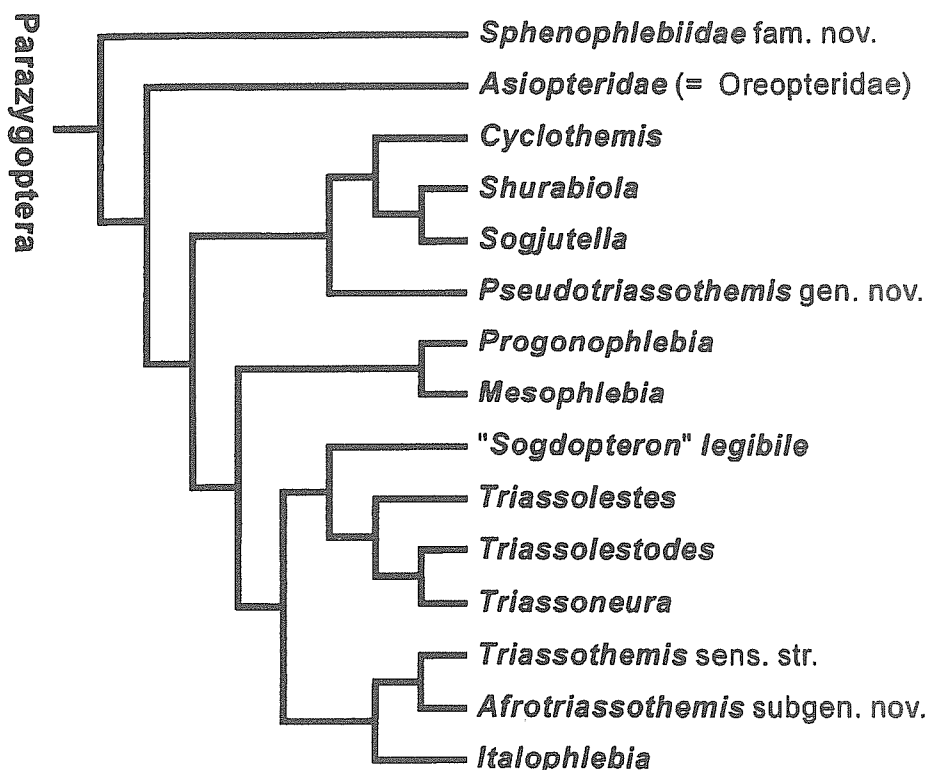 Parazygoptera
Sphenophlebiidae fam. nov.
Asiopteridae (= Oreopteridae)
Cyclothemis
Shurabiola
Sogjutella
Pseudotriassothemis gen. nov.
Progonophlebia
Mesophlebia
"Sogdopteron" legibile
Triassolestes
Triassolestodes
Triassoneura
Triassothemis sens. str.
Afrotriassothemis subgen. nov.
Italophlebia